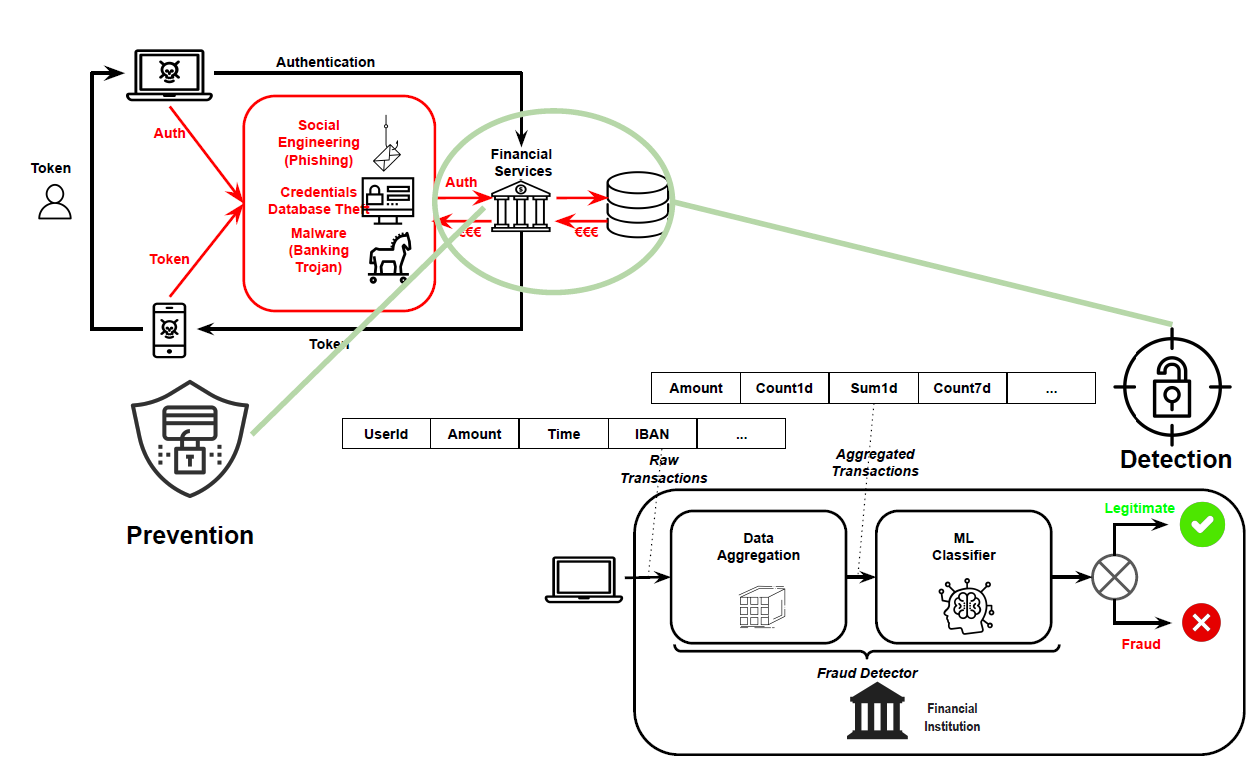 Authentication
Social
Engineering
(Phishing)
Auth
Financial
Services
Token
Credentials
Database Theft
Auth
Malware
(Banking
Trojan)
€€€
€€€
Token
Token
Amount
Count1d
Sum1d
Count7d
...
UserId
Amount
Time
IBAN
...
Raw
Transactions
Aggregated
Transactions
Detection
Prevention
Legitimate
Data
Aggregation
ML
Classifier
Fraud
Fraud Detector
Financial
Institution